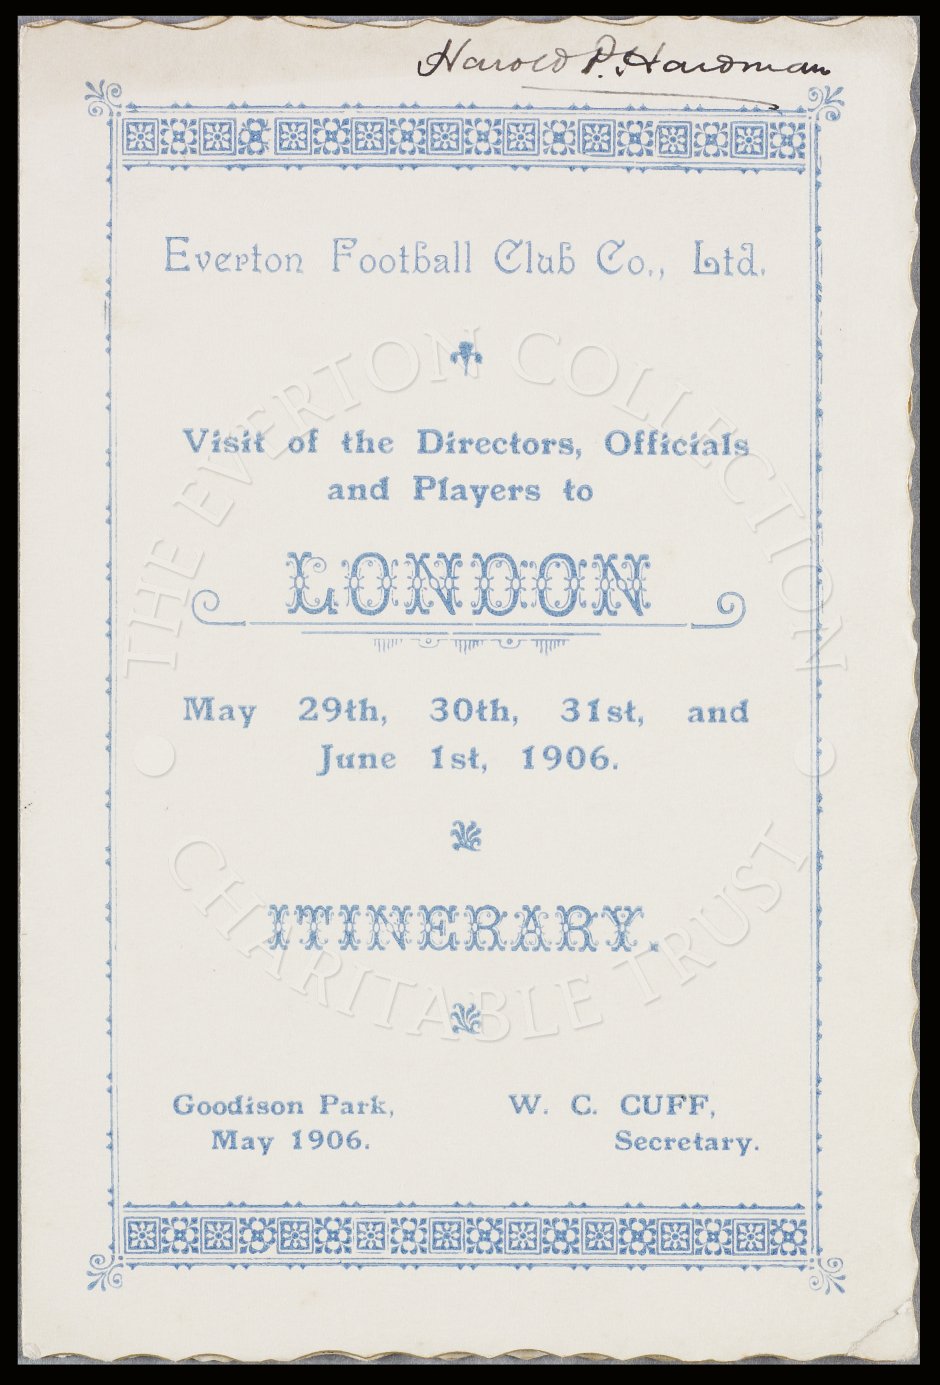 Harold P. Hardman
Everton Football Club Co., Ltd.
Visit of the Directors, Officials
and Players to
LONDON
May 29th, 30th, 31st, and
June 1st, 1906.
ITINERARY.
Goodison Park,
May 1906.
W. C. CUFF,
Secretary.
• THE EVERTON COLLECTION •
CHARITABLE TRUST